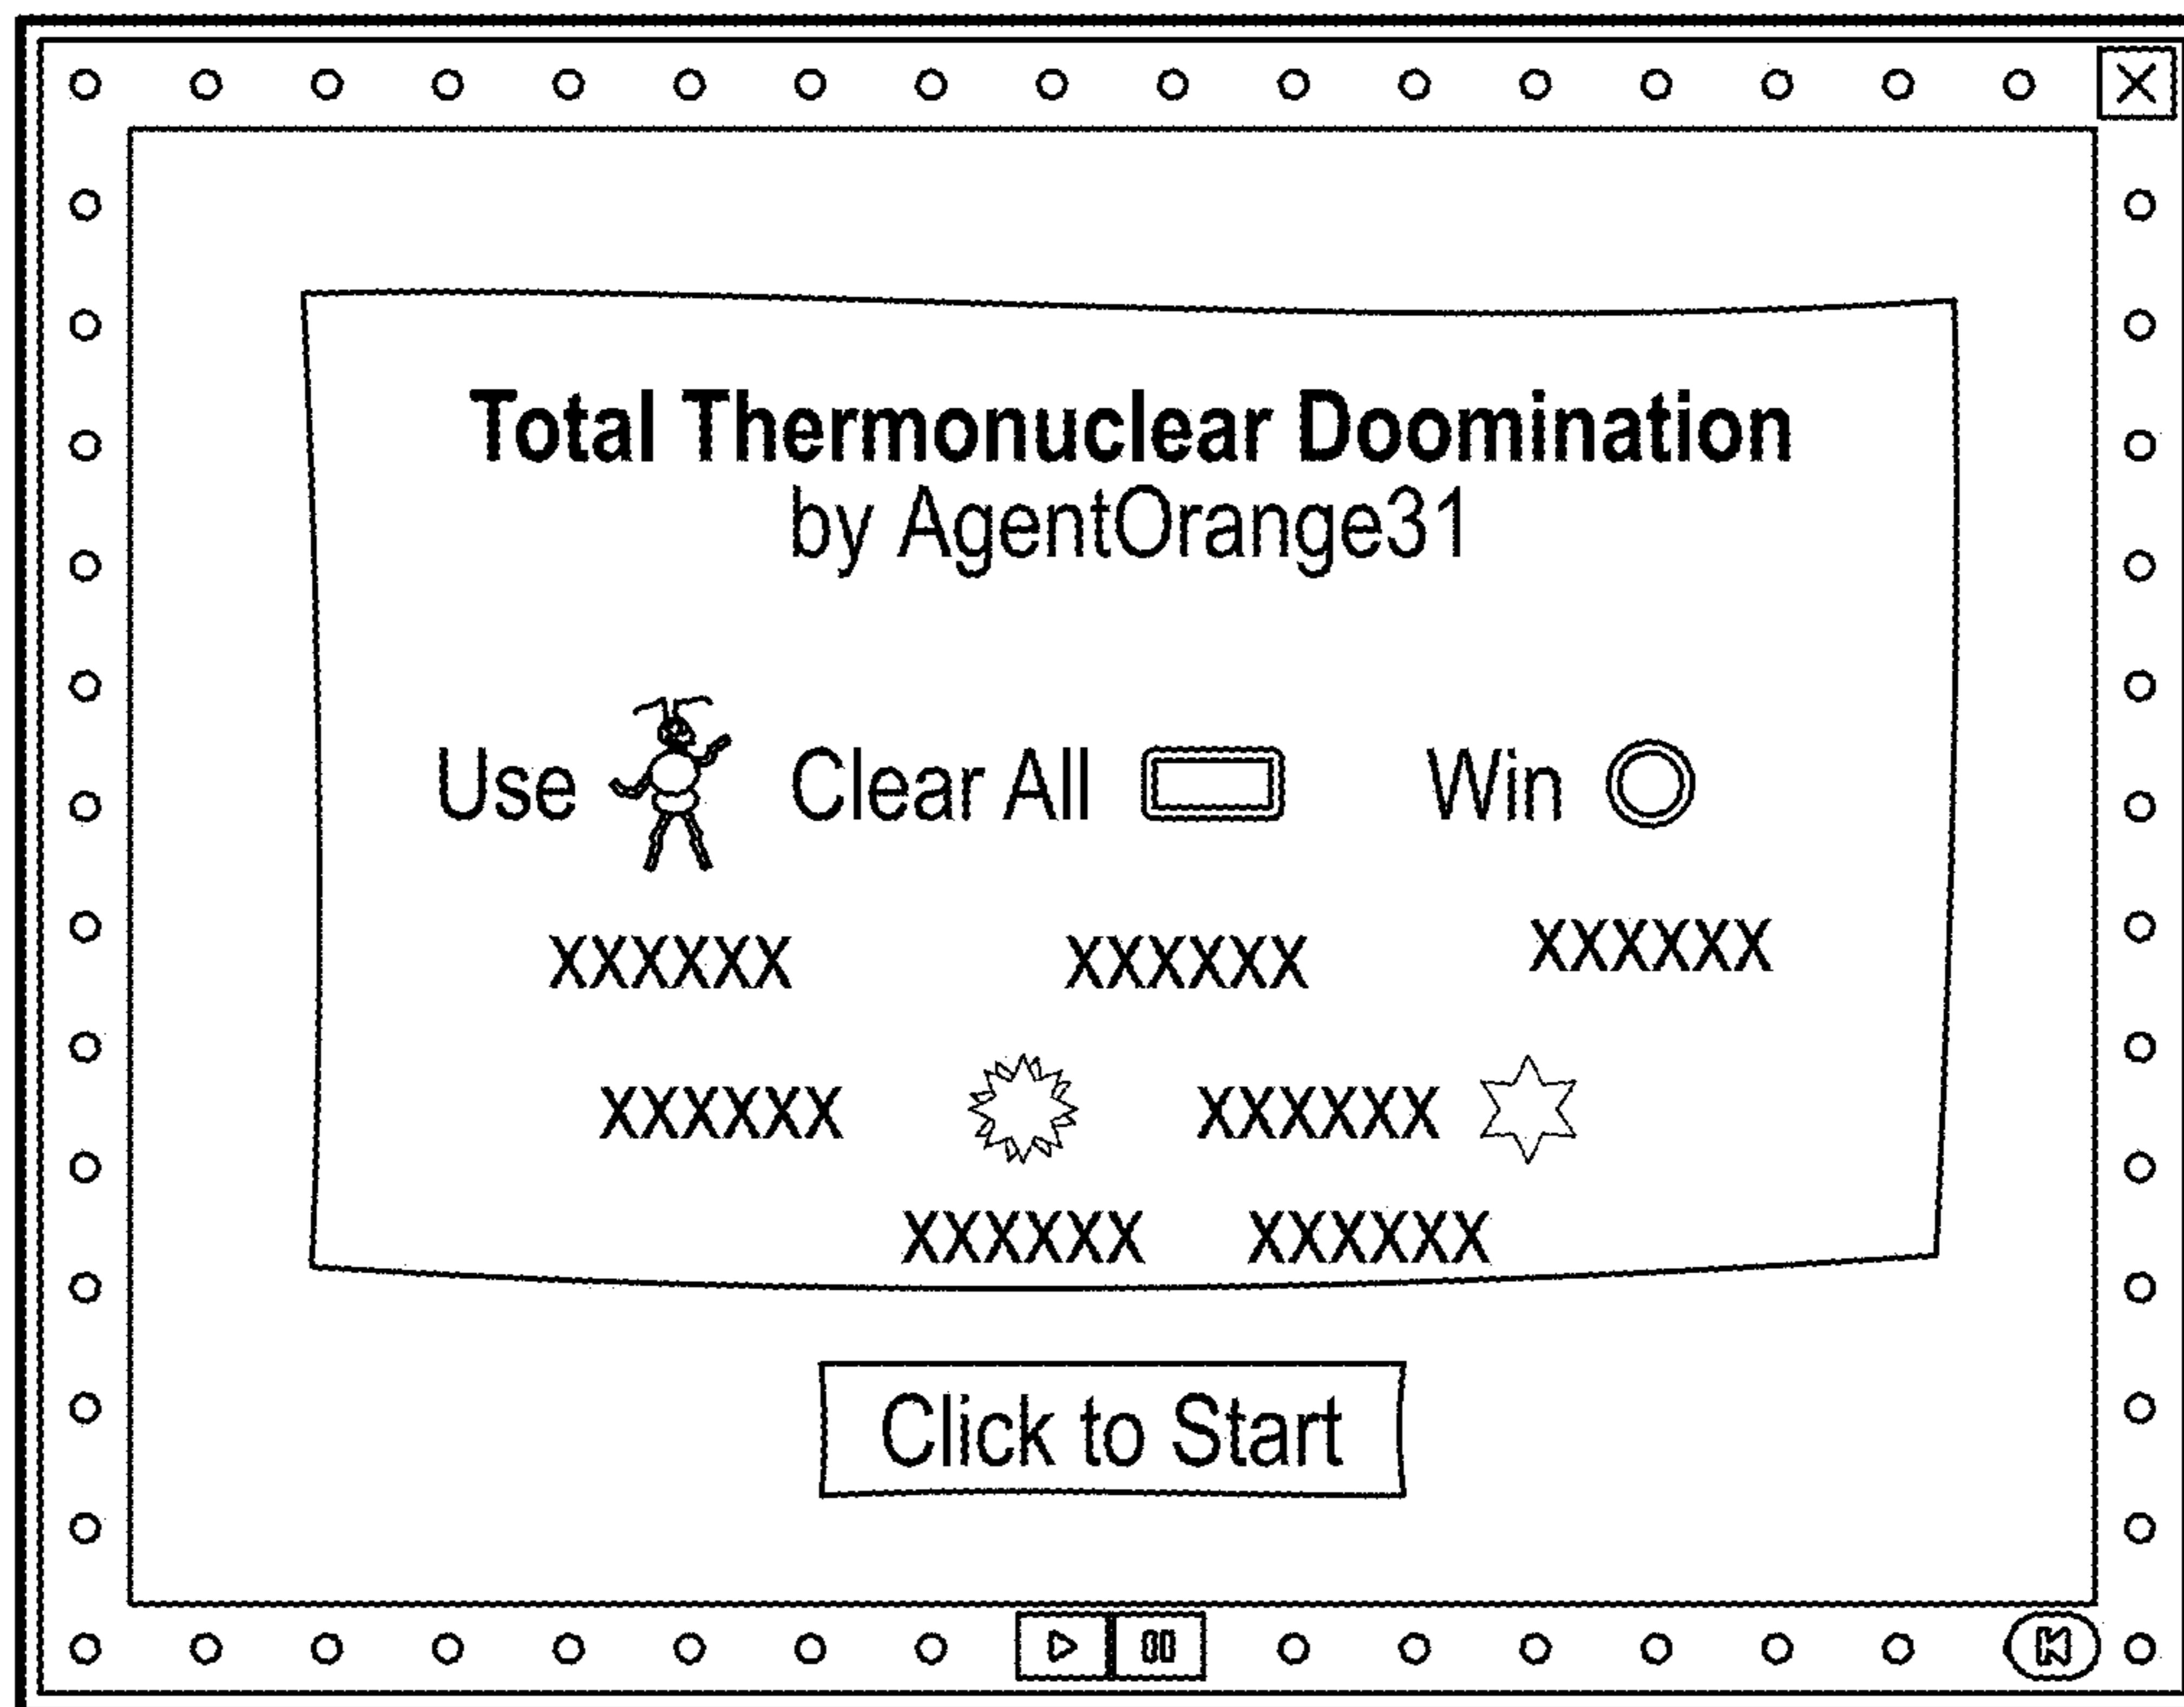 Total Thermonuclear Doomination
by AgentOrange31
Use Clear All Win
XXXXXX XXXXXX XXXXXX
XXXXXX XXXXXX
XXXXXX XXXXXX
Click to Start